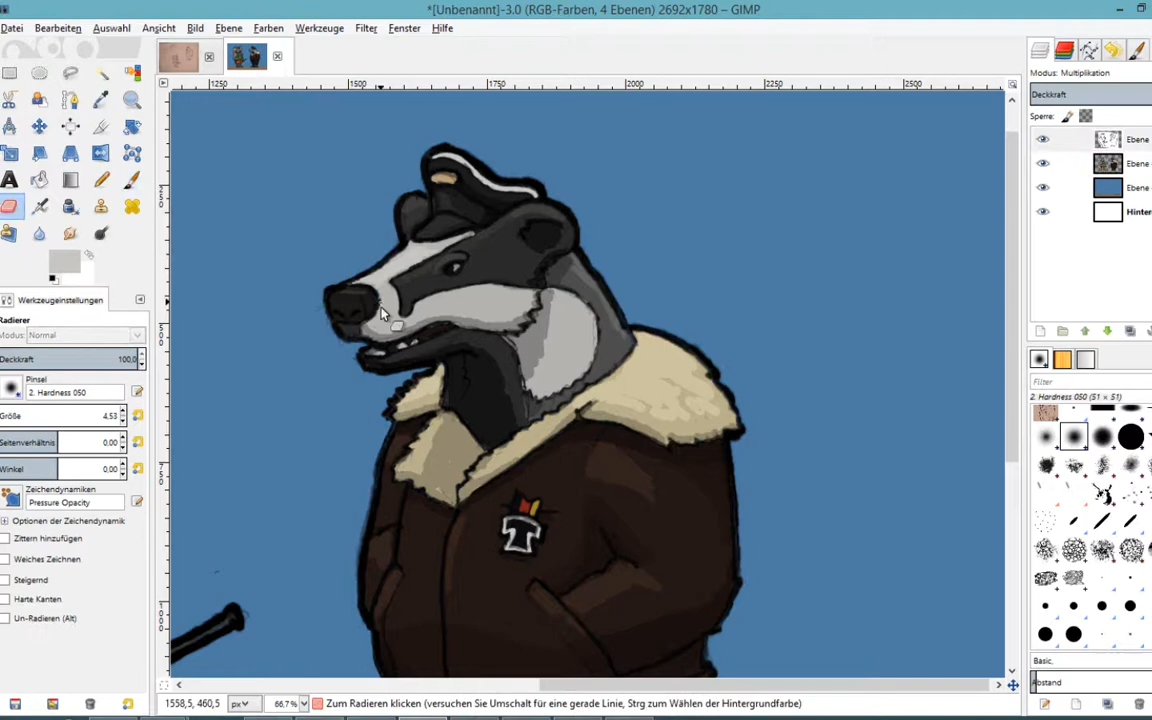 *[Unbenannt]-3.0 (RGB-Farben, 4 Ebenen) 2692x1780 – GIMP
Datei Bearbeiten Auswahl Ansicht Bild Ebene Farben Werkzeuge Filter Fenster Hilfe
1250 1500 1750 2000 2250 2500
Modus: Multiplikation
Deckkraft
Sperre:
Ebene
Ebene
Ebene
Hinter
Werkzeugeinstellungen
Radierer
Modus: Normal
Deckkraft 100,0
Pinsel
2. Hardness 050
Größe 4.53
Seitenverhältnis 0,00
Winkel 0,00
Zeichendynamiken
Pressure Opacity
Optionen der Zeichendynamik
Zittern hinzufügen
Weiches Zeichnen
Steigernd
Harte Kanten
Un-Radieren (Alt)
Filter
2. Hardness 050 (51 × 51)
Basic,
Abstand
1558,5, 460,5 px 66,7 % Zum Radieren klicken (versuchen Sie Umschalt für eine gerade Linie, Strg zum Wählen der Hintergrundfarbe)